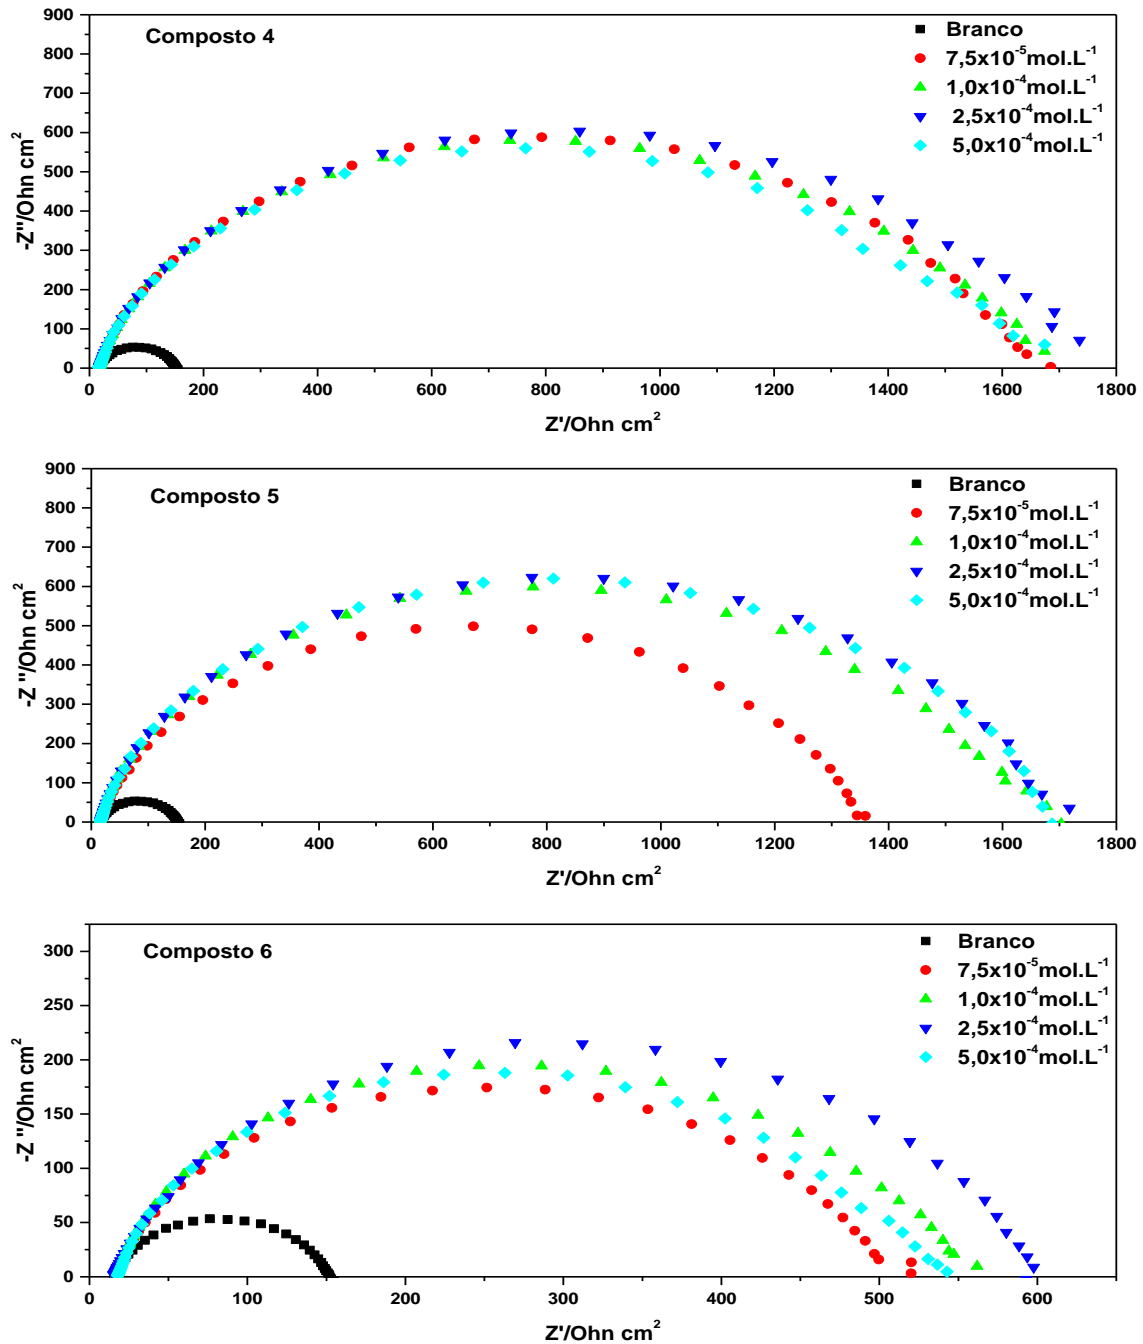 Composto 4
Branco
7,5x10⁻⁵mol.L⁻¹
1,0x10⁻⁴mol.L⁻¹
2,5x10⁻⁴mol.L⁻¹
5,0x10⁻⁴mol.L⁻¹
-Z''/Ohn cm²
900
800
700
600
500
400
300
200
100
0
0 200 400 600 800 1000 1200 1400 1600 1800
Z'/Ohn cm²
Composto 5
Branco
7,5x10⁻⁵mol.L⁻¹
1,0x10⁻⁴mol.L⁻¹
2,5x10⁻⁴mol.L⁻¹
5,0x10⁻⁴mol.L⁻¹
-Z''/Ohn cm²
900
800
700
600
500
400
300
200
100
0
0 200 400 600 800 1000 1200 1400 1600 1800
Z'/Ohn cm²
Composto 6
Branco
7,5x10⁻⁵mol.L⁻¹
1,0x10⁻⁴mol.L⁻¹
2,5x10⁻⁴mol.L⁻¹
5,0x10⁻⁴mol.L⁻¹
-Z''/Ohn cm²
300
250
200
150
100
50
0
0 100 200 300 400 500 600
Z'/Ohn cm²